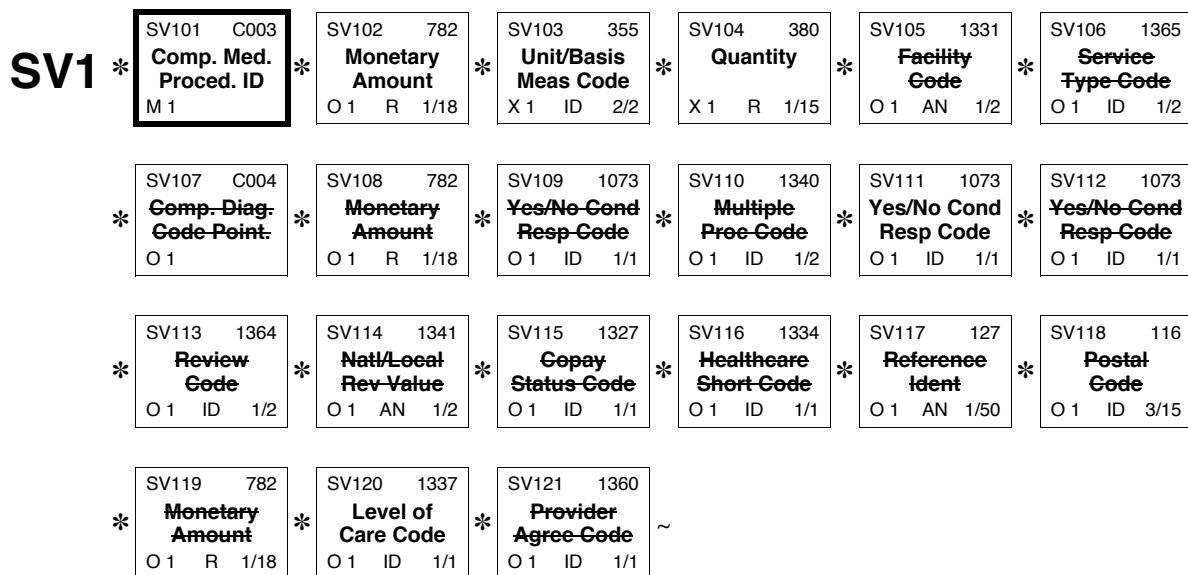 SV1 * SV101 C003 * SV102 782 * SV103 355 * SV104 380 * SV105 1331 * SV106 1365
Comp. Med. Monetary Unit/Basis Quantity Facility Service
Proced. ID Amount Meas Code Code Type Code
M 1 O 1 R 1/18 X 1 ID 2/2 X 1 R 1/15 O 1 AN 1/2 O 1 ID 1/2
* SV107 C004 * SV108 782 * SV109 1073 * SV110 1340 * SV111 1073 * SV112 1073
Comp. Diag. Monetary Yes/No Cond Multiple Yes/No Cond Yes/No Cond
Code Point. Amount Resp Code Proc Code Resp Code Resp Code
O 1 O 1 R 1/18 O 1 ID 1/1 O 1 ID 1/2 O 1 ID 1/1 O 1 ID 1/1
* SV113 1364 * SV114 1341 * SV115 1327 * SV116 1334 * SV117 127 * SV118 116
Review Natl/Local Copay Healthcare Reference Postal
Code Rev Value Status Code Short Code Ident Code
O 1 ID 1/2 O 1 AN 1/2 O 1 ID 1/1 O 1 ID 1/1 O 1 AN 1/50 O 1 ID 3/15
* SV119 782 * SV120 1337 * SV121 1360 ~
Monetary Level of Provider
Amount Care Code Agree Code
O 1 R 1/18 O 1 ID 1/1 O 1 ID 1/1